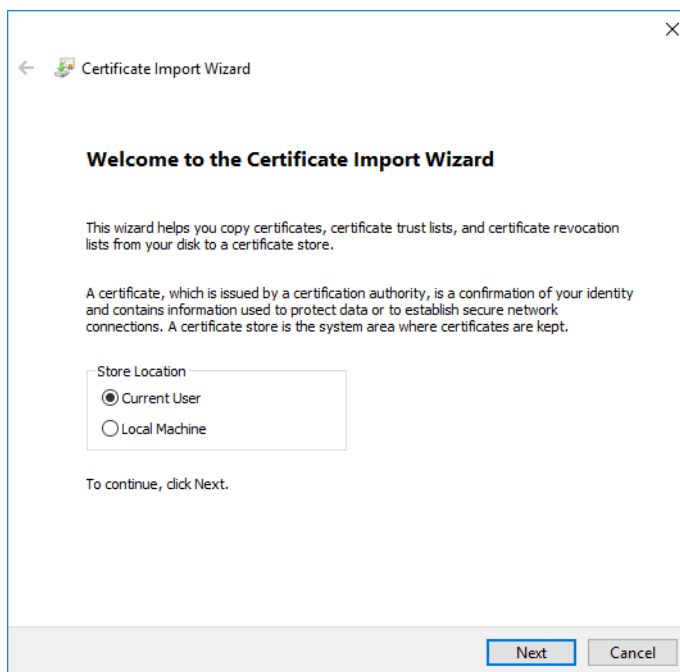 Certificate Import Wizard
Welcome to the Certificate Import Wizard
This wizard helps you copy certificates, certificate trust lists, and certificate revocation
lists from your disk to a certificate store.
A certificate, which is issued by a certification authority, is a confirmation of your identity
and contains information used to protect data or to establish secure network
connections. A certificate store is the system area where certificates are kept.
Store Location
Current User
Local Machine
To continue, click Next.
Next Cancel